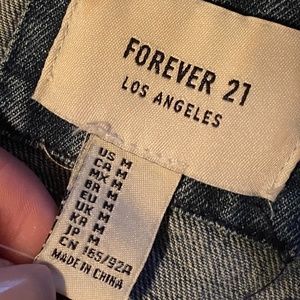 FOREVER 21
LOS ANGELES
US M
CA M
MX M
BR M
EU M
UK M
KR M
JP M
CN 165/92A
MADE IN CHINA